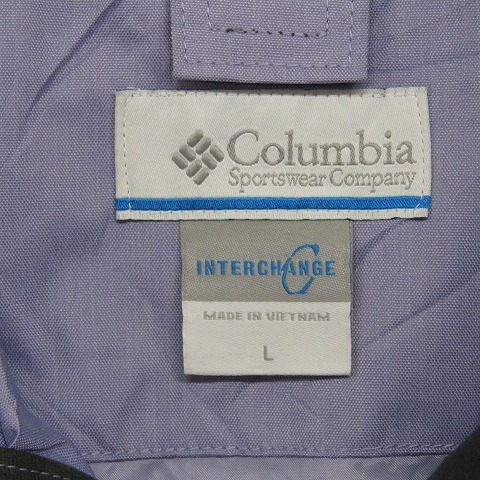 Columbia
Sportswear Company
INTERCHANGE
MADE IN VIETNAM
L